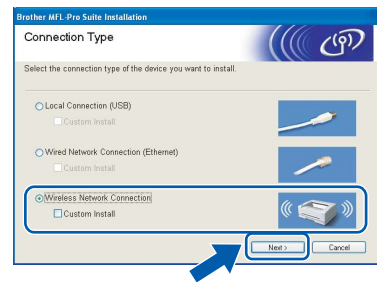 Brother MFL-Pro Suite Installation
Connection Type
Select the connection type of the device you want to install.
Local Connection (USB)
Custom Install
Wired Network Connection (Ethernet)
Custom Install
Wireless Network Connection
Custom Install
Next >
Cancel